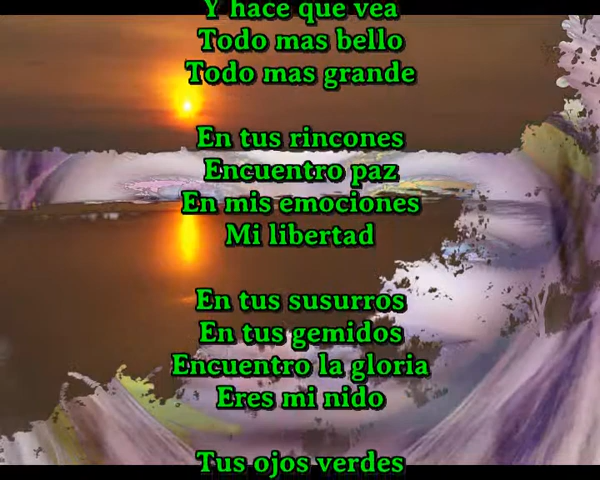 Y hace que vea
Todo mas bello
Todo mas grande
En tus rincones
Encuentro paz
En mis emociones
Mi libertad
En tus susurros
En tus gemidos
Encuentro la gloria
Eres mi nido
Tus ojos verdes